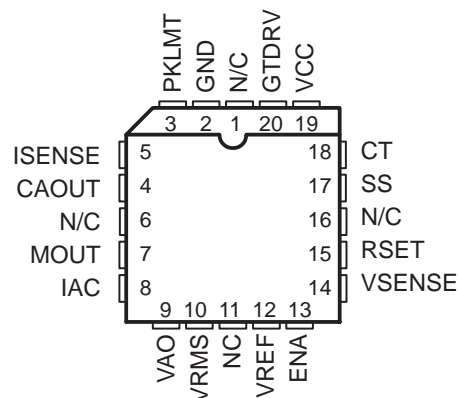 PKLMT GND N/C GTDRV VCC
3 2 1 20 19
ISENSE 5 18 CT
CAOUT 4 17 SS
N/C 6 16 N/C
MOUT 7 15 RSET
IAC 8 14 VSENSE
9 10 11 12 13
VAO VRMS NC VREF ENA